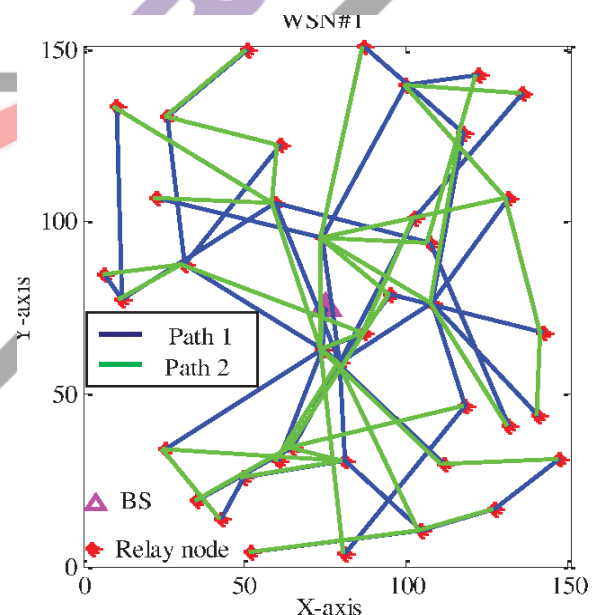 WSN#1
150
100
50
0
Y-axis
Path 1
Path 2
BS
Relay node
0 50 100 150
X-axis